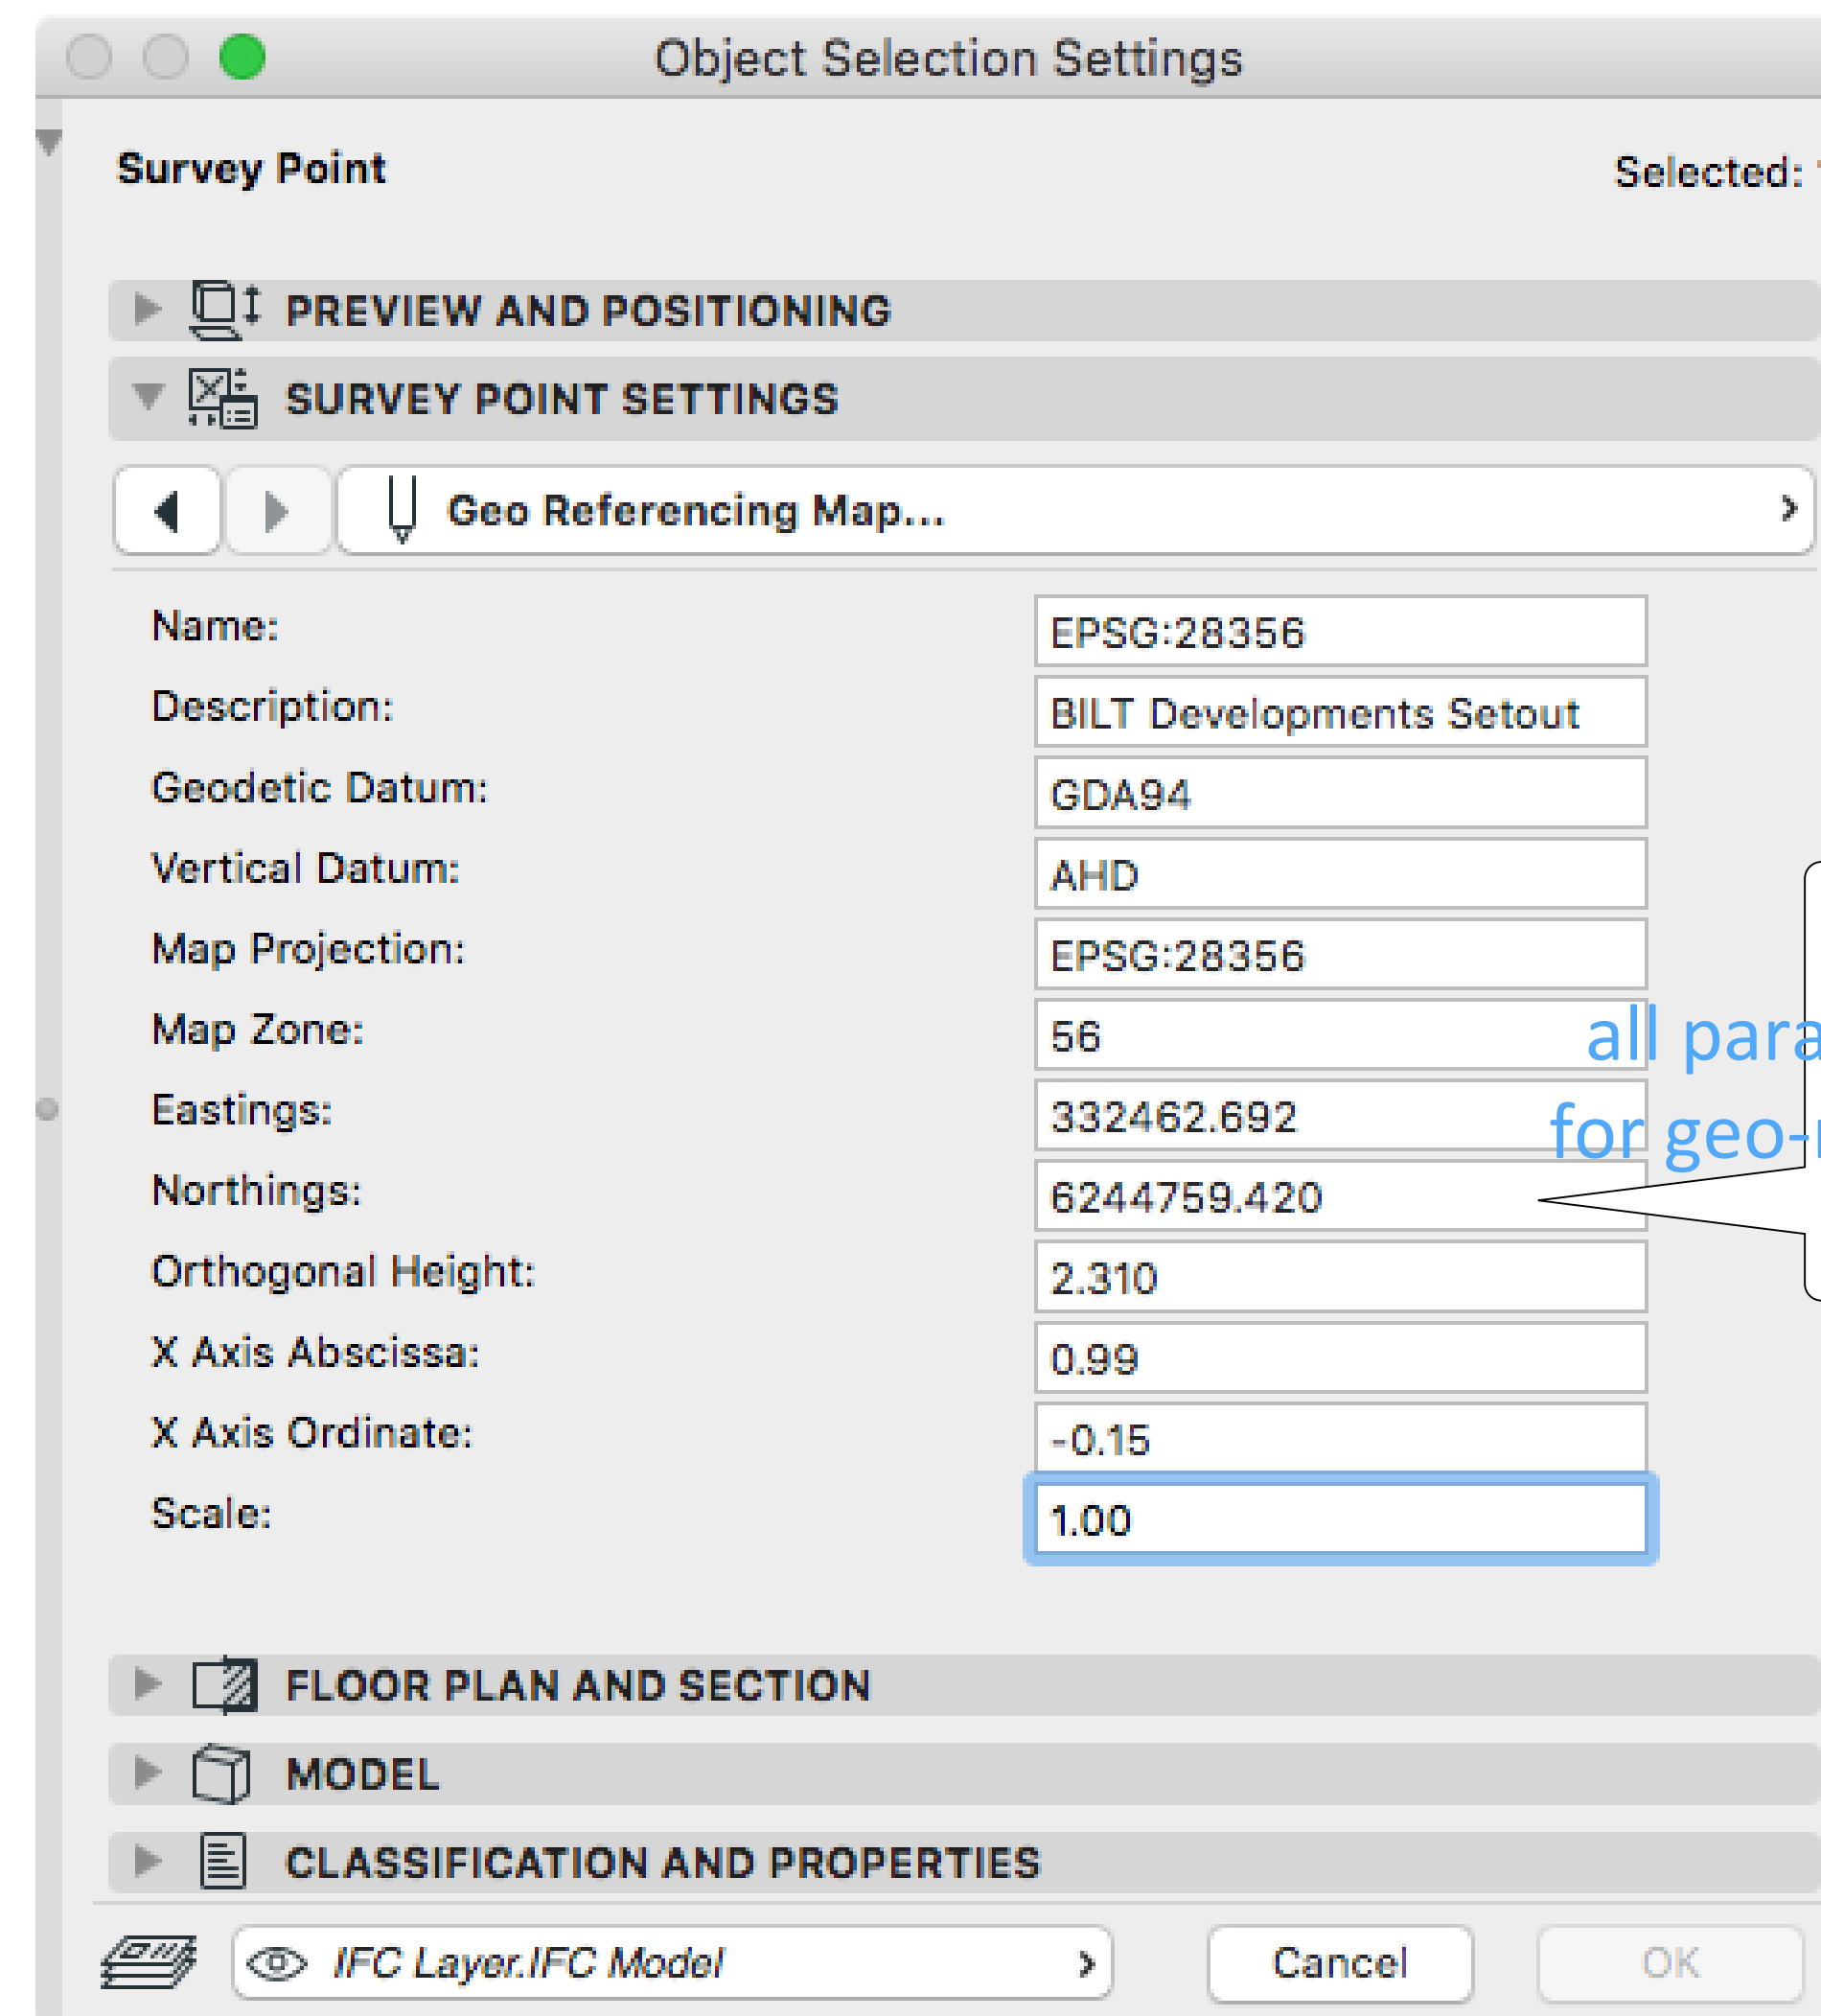 Object Selection Settings
Survey Point
Selected:
PREVIEW AND POSITIONING
SURVEY POINT SETTINGS
Geo Referencing Map...
Name: EPSG:28356
Description: BILT Developments Setout
Geodetic Datum: GDA94
Vertical Datum: AHD
Map Projection: EPSG:28356
Map Zone: 56
all
Eastings: 332462.692
for
Northings: 6244759.420
Orthogonal Height: 2.310
X Axis Abscissa: 0.99
X Axis Ordinate: -0.15
Scale: 1.00
FLOOR PLAN AND SECTION
MODEL
CLASSIFICATION AND PROPERTIES
IFC Layer.IFC Model
Cancel
OK